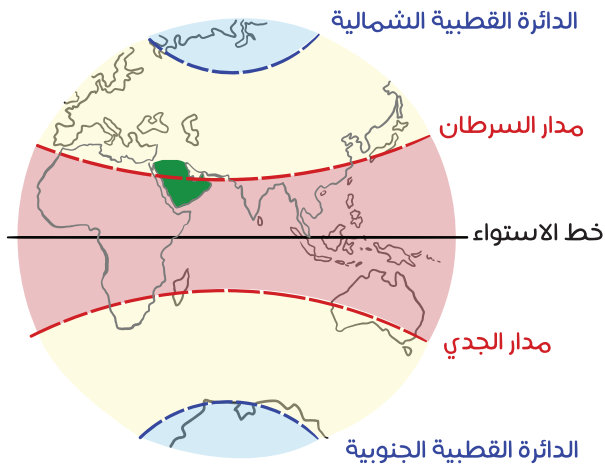 الدائرة القطبية الشمالية
مدار السرطان
خط الاستواء
مدار الجدي
الدائرة القطبية الجنوبية